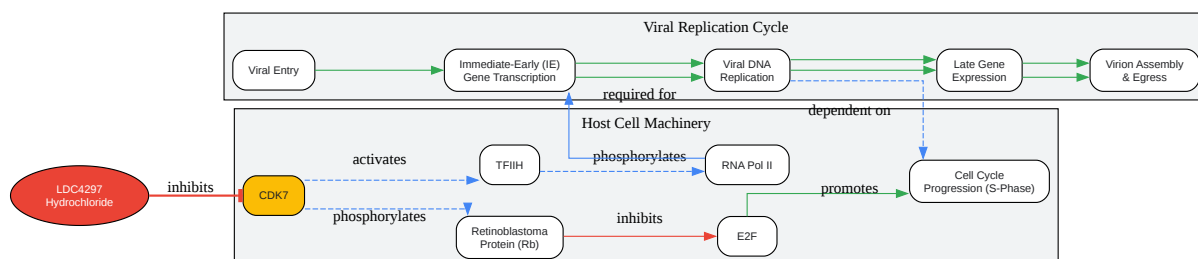 Viral Replication Cycle
Viral Entry
Immediate-Early (IE)
Gene Transcription
Viral DNA
Replication
Late Gene
Expression
Virion Assembly
& Egress
required for
dependent on
Host Cell Machinery
activates
TFIIH
phosphorylates
RNA Pol II
LDC4297
Hydrochloride
inhibits
CDK7
phosphorylates
Retinoblastoma
Protein (Rb)
inhibits
E2F
promotes
Cell Cycle
Progression (S-Phase)